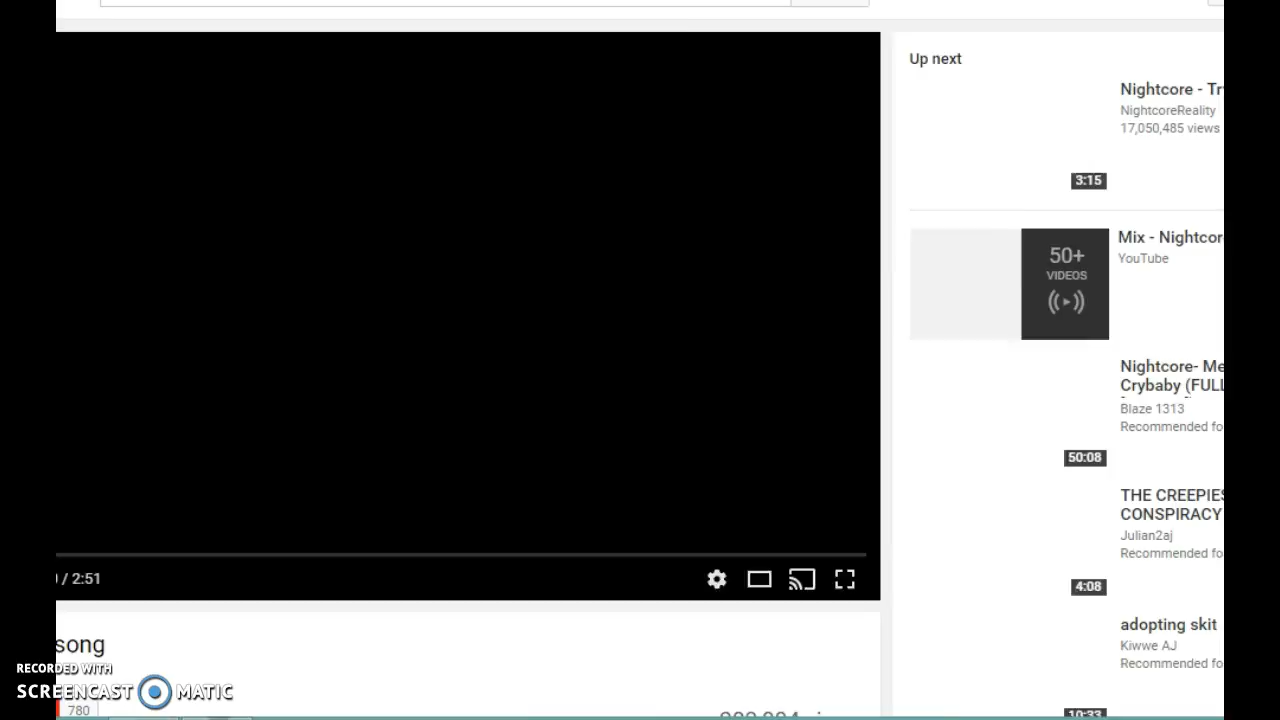 Up next
Nightcore - Tr
NightcoreReality
17,050,485 views
3:15
50+
VIDEOS
Mix - Nightcor
YouTube
Nightcore- Me
Crybaby (FULL
Blaze 1313
Recommended fo
50:08
THE CREEPIES
CONSPIRACY
Julian2aj
Recommended fo
4:08
/ 2:51
adopting skit
Kiwwe AJ
Recommended fo
10:33
song
RECORDED WITH
SCREENCAST MATIC
780